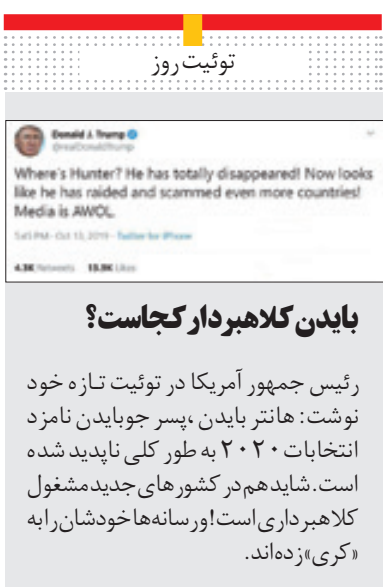 توئیت روز
Donald J. Trump
@realDonaldTrump
Where's Hunter? He has totally disappeared! Now looks
like he has raided and scammed even more countries!
Media is AWOL.
5:45 PM · Oct 13, 2019 · Twitter for iPhone
4.3K Retweets 15.9K Likes
بایدن کلاهبردار کجاست؟
رئیس جمهور آمریکا در توئیت تازه خود
نوشت: هانتر بایدن ،پسر جوبایدن نامزد
انتخابات ۲۰۲۰ به طور کلی ناپدید شده
است.شاید هم در کشورهای جدید مشغول
کلاهبرداری است!و رسانه‌ها خودشان را به
«کری» زده‌اند.